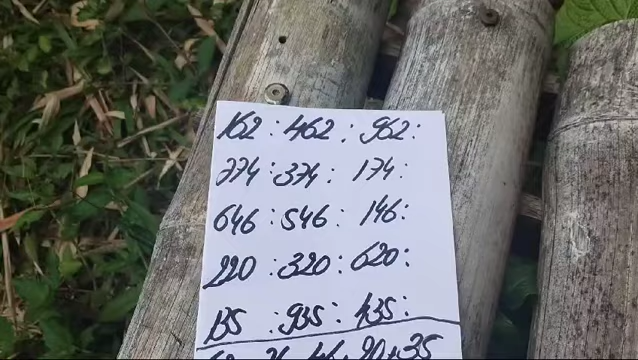 162 : 462 : 962 :
274 : 374 : 174 :
646 : 546 : 146 :
220 : 320 : 620 :
135 : 935 : 435 :